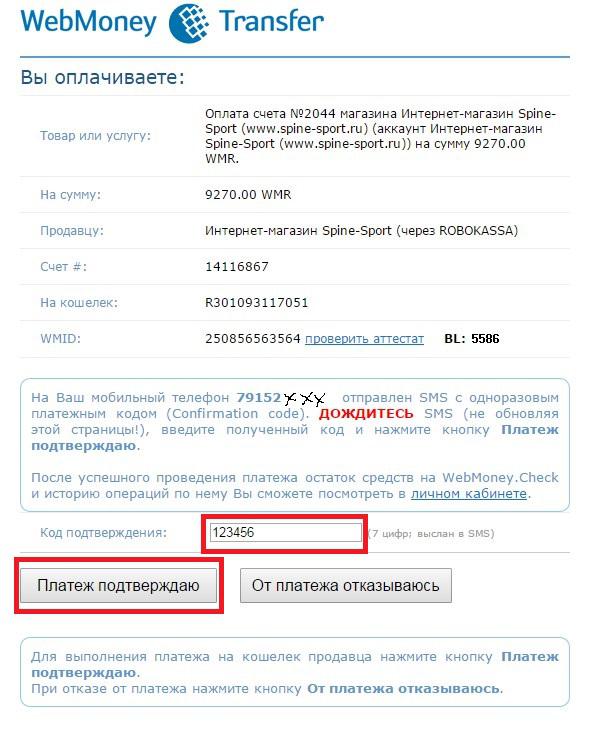 WebMoney Transfer
Вы оплачиваете:
Товар или услугу:
Оплата счета №2044 магазина Интернет-магазин Spine-
Sport (www.spine-sport.ru) (аккаунт Интернет-магазин
Spine-Sport (www.spine-sport.ru)) на сумму 9270.00
WMR.
На сумму: 9270.00 WMR
Продавцу: Интернет-магазин Spine-Sport (через ROBOKASSA)
Счет #: 14116867
На кошелек: R301093117051
WMID: 250856563564 проверить аттестат BL: 5586
На Ваш мобильный телефон 79152xxx отправлен SMS с одноразовым
платежным кодом (Confirmation code). ДОЖДИТЕСЬ SMS (не обновляя
этой страницы!), введите полученный код и нажмите кнопку Платеж
подтверждаю.
После успешного проведения платежа остаток средств на WebMoney.Check
и историю операций по нему Вы сможете посмотреть в личном кабинете.
Код подтверждения: 123456 (7 цифр; выслан в SMS)
Платеж подтверждаю От платежа отказываюсь
Для выполнения платежа на кошелек продавца нажмите кнопку Платеж
подтверждаю.
При отказе от платежа нажмите кнопку От платежа отказываюсь.